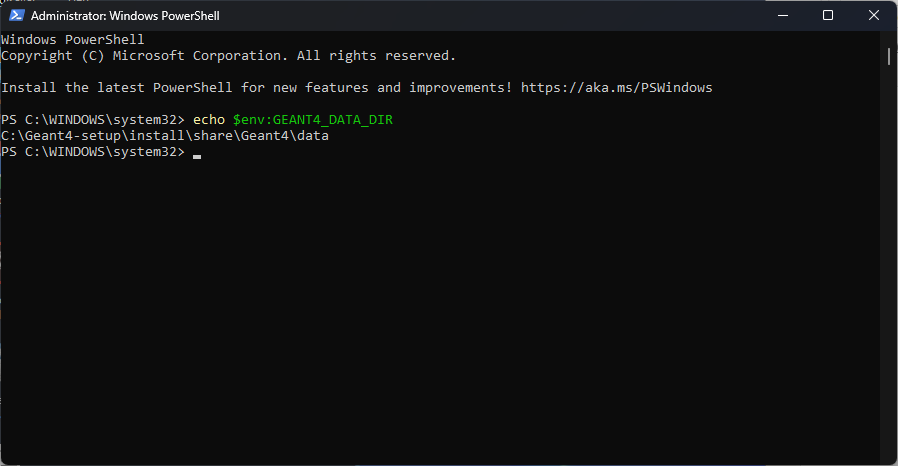 Administrator: Windows PowerShell
Windows PowerShell
Copyright (C) Microsoft Corporation. All rights reserved.
Install the latest PowerShell for new features and improvements! https://aka.ms/PSWindows
PS C:\WINDOWS\system32> echo $env:GEANT4_DATA_DIR
C:\Geant4-setup\install\share\Geant4\data
PS C:\WINDOWS\system32>